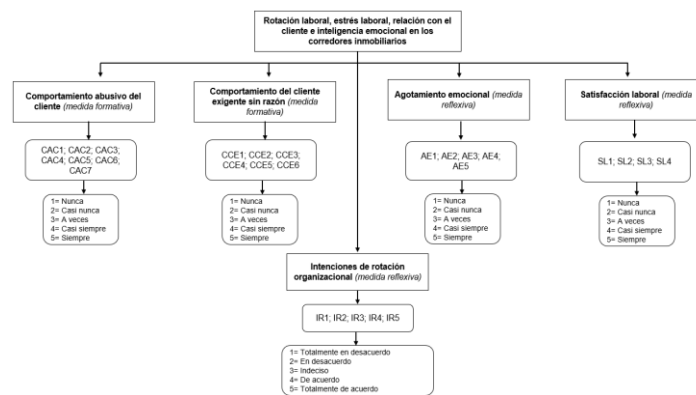 Rotación laboral, estrés laboral, relación con el
cliente e inteligencia emocional en los
corredores inmobiliarios
Comportamiento abusivo del
cliente (medida formativa)
CAC1; CAC2; CAC3;
CAC4; CAC5; CAC6;
CAC7
1= Nunca
2= Casi nunca
3= A veces
4= Casi siempre
5= Siempre
Comportamiento del cliente
exigente sin razón (medida
formativa)
CCE1; CCE2; CCE3;
CCE4; CCE5; CCE6
1= Nunca
2= Casi nunca
3= A veces
4= Casi siempre
5= Siempre
Agotamiento emocional (medida
reflexiva)
AE1; AE2; AE3; AE4;
AE5
1= Nunca
2= Casi nunca
3= A veces
4= Casi siempre
5= Siempre
Satisfacción laboral (medida
reflexiva)
SL1; SL2; SL3; SL4
1= Nunca
2= Casi nunca
3= A veces
4= Casi siempre
5= Siempre
Intenciones de rotación
organizacional (medida reflexiva)
IR1; IR2; IR3; IR4; IR5
1= Totalmente en desacuerdo
2= En desacuerdo
3= Indeciso
4= De acuerdo
5= Totalmente de acuerdo